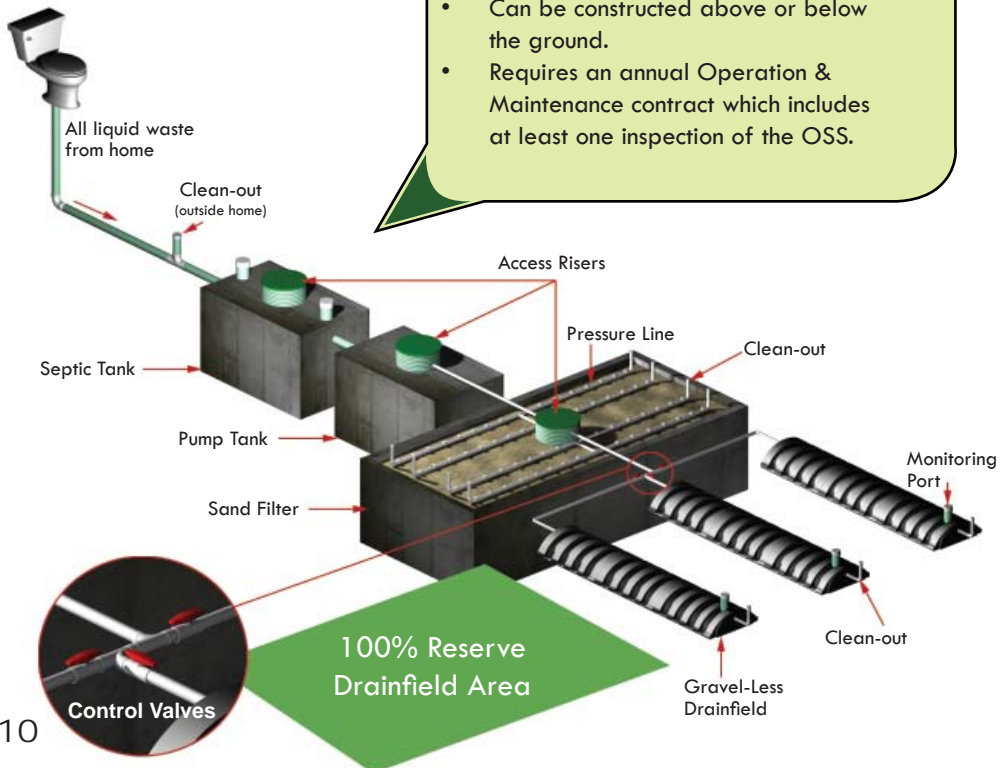 • Can be constructed above or below
the ground.
• Requires an annual Operation &
Maintenance contract which includes
at least one inspection of the OSS.
All liquid waste
from home
Clean-out
(outside home)
Access Risers
Pressure Line
Clean-out
Septic Tank
Pump Tank
Monitoring
Port
Sand Filter
Clean-out
100% Reserve
Drainfield Area
Gravel-Less
Drainfield
Control Valves
10